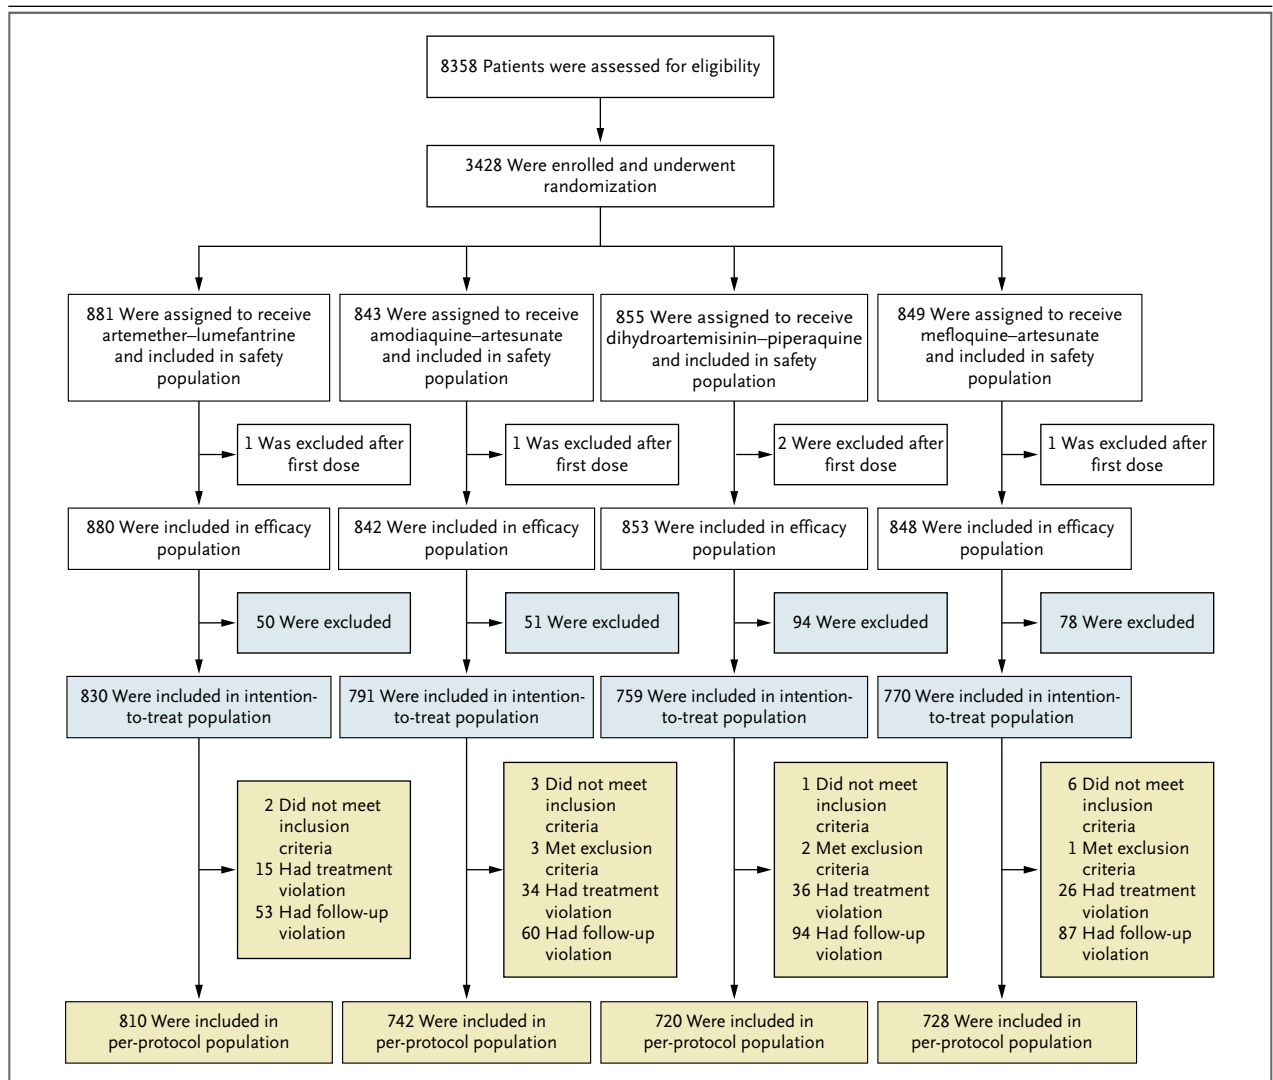 8358 Patients were assessed for eligibility
3428 Were enrolled and underwent
randomization
881 Were assigned to receive
artemether–lumefantrine
and included in safety
population
843 Were assigned to receive
amodiaquine–artesunate
and included in safety
population
855 Were assigned to receive
dihydroartemisinin–piperaquine
and included in safety
population
849 Were assigned to receive
mefloquine–artesunate
and included in safety
population
1 Was excluded after
first dose
1 Was excluded after
first dose
2 Were excluded after
first dose
1 Was excluded after
first dose
880 Were included in efficacy
population
842 Were included in efficacy
population
853 Were included in efficacy
population
848 Were included in efficacy
population
50 Were excluded
51 Were excluded
94 Were excluded
78 Were excluded
830 Were included in intention-
to-treat population
791 Were included in intention-
to-treat population
759 Were included in intention-
to-treat population
770 Were included in intention-
to-treat population
2 Did not meet
inclusion
criteria
15 Had treatment
violation
53 Had follow-up
violation
3 Did not meet
inclusion
criteria
3 Met exclusion
criteria
34 Had treatment
violation
60 Had follow-up
violation
1 Did not meet
inclusion
criteria
2 Met exclusion
criteria
36 Had treatment
violation
94 Had follow-up
violation
6 Did not meet
inclusion
criteria
1 Met exclusion
criteria
26 Had treatment
violation
87 Had follow-up
violation
810 Were included in
per-protocol population
742 Were included in
per-protocol population
720 Were included in
per-protocol population
728 Were included in
per-protocol population